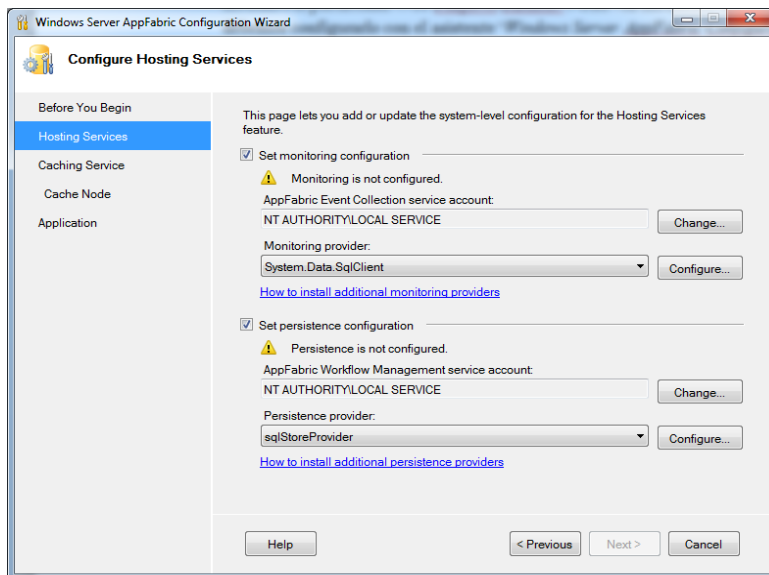 Windows Server AppFabric Configuration Wizard
Configure Hosting Services
Before You Begin
Hosting Services
Caching Service
Cache Node
Application
This page lets you add or update the system-level configuration for the Hosting Services
feature.
Set monitoring configuration
Monitoring is not configured.
AppFabric Event Collection service account:
NT AUTHORITY\LOCAL SERVICE
Change...
Monitoring provider:
System.Data.SqlClient
Configure...
How to install additional monitoring providers
Set persistence configuration
Persistence is not configured.
AppFabric Workflow Management service account:
NT AUTHORITY\LOCAL SERVICE
Change...
Persistence provider:
sqlStoreProvider
Configure...
How to install additional persistence providers
Help
< Previous
Next >
Cancel